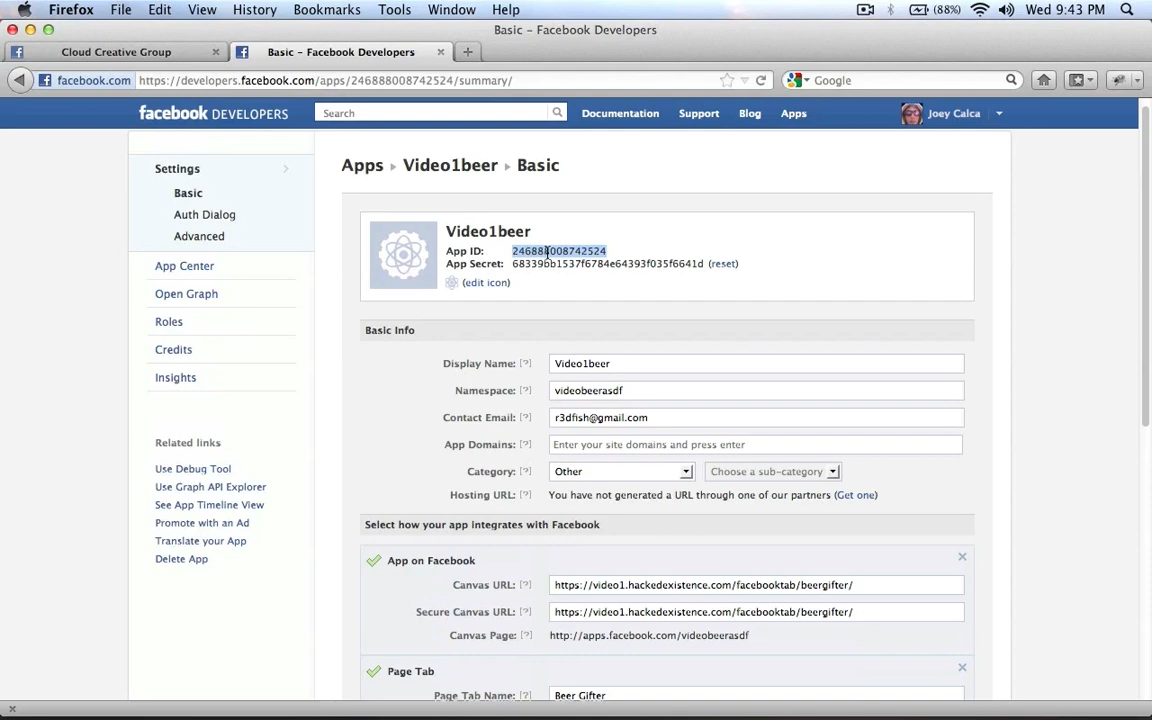 Firefox File Edit View History Bookmarks Tools Window Help (88%) Wed 9:43 PM
Basic – Facebook Developers
Cloud Creative Group Basic – Facebook Developers
facebook.com https://developers.facebook.com/apps/246888008742524/summary/ Google
facebook DEVELOPERS Search Documentation Support Blog Apps Joey Calca
Settings
Basic
Auth Dialog
Advanced
App Center
Open Graph
Roles
Credits
Insights
Related links
Use Debug Tool
Use Graph API Explorer
See App Timeline View
Promote with an Ad
Translate your App
Delete App
Apps ▸ Video1beer ▸ Basic
Video1beer
App ID: 246888008742524
App Secret: 68339bb1537f6784e64393f035f6641d (reset)
(edit icon)
Basic Info
Display Name: [?] Video1beer
Namespace: [?] videobeerasdf
Contact Email: [?] r3dfish@gmail.com
App Domains: [?] Enter your site domains and press enter
Category: [?] Other Choose a sub-category
Hosting URL: [?] You have not generated a URL through one of our partners (Get one)
Select how your app integrates with Facebook
App on Facebook
Canvas URL: [?] https://video1.hackedexistence.com/facebooktab/beergifter/
Secure Canvas URL: [?] https://video1.hackedexistence.com/facebooktab/beergifter/
Canvas Page: [?] http://apps.facebook.com/videobeerasdf
Page Tab
Page Tab Name: [?] Beer Gifter